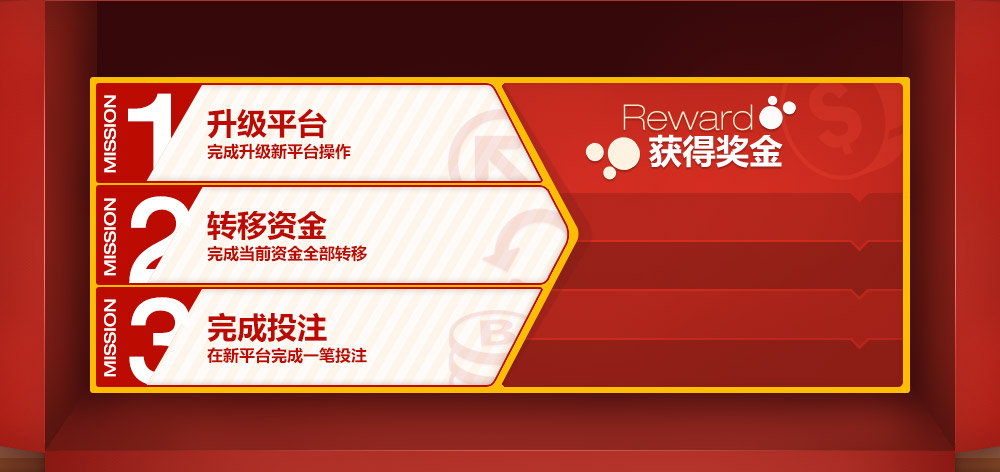 MISSION
1
升级平台
完成升级新平台操作
MISSION
2
转移资金
完成当前资金全部转移
MISSION
3
完成投注
在新平台完成一笔投注
B
Reward
获得奖金
$